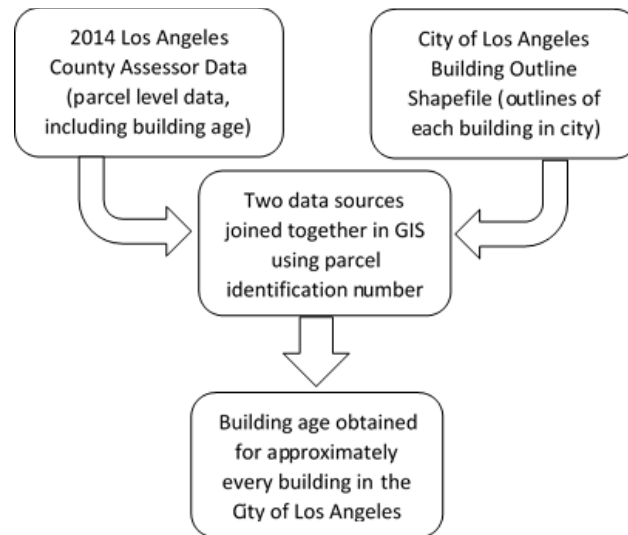 2014 Los Angeles
County Assessor Data
(parcel level data,
including building age)
City of Los Angeles
Building Outline
Shapefile (outlines of
each building in city)
Two data sources
joined together in GIS
using parcel
identification number
Building age obtained
for approximately
every building in the
City of Los Angeles